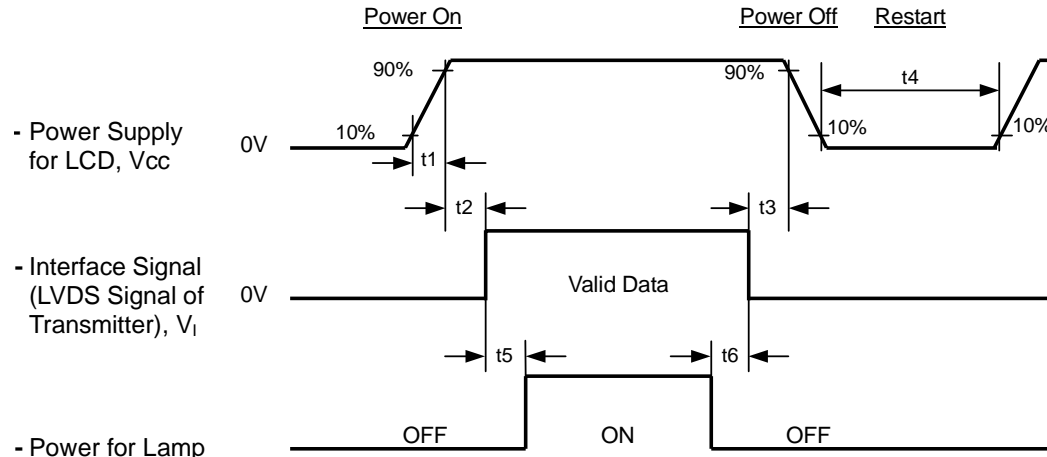 Power On
Power Off
Restart
90%
90%
t4
10%
10%
10%
- Power Supply
for LCD, Vcc
0V
t1
t2
t3
- Interface Signal
(LVDS Signal of
Transmitter), VI
0V
Valid Data
t5
t6
- Power for Lamp
OFF
ON
OFF